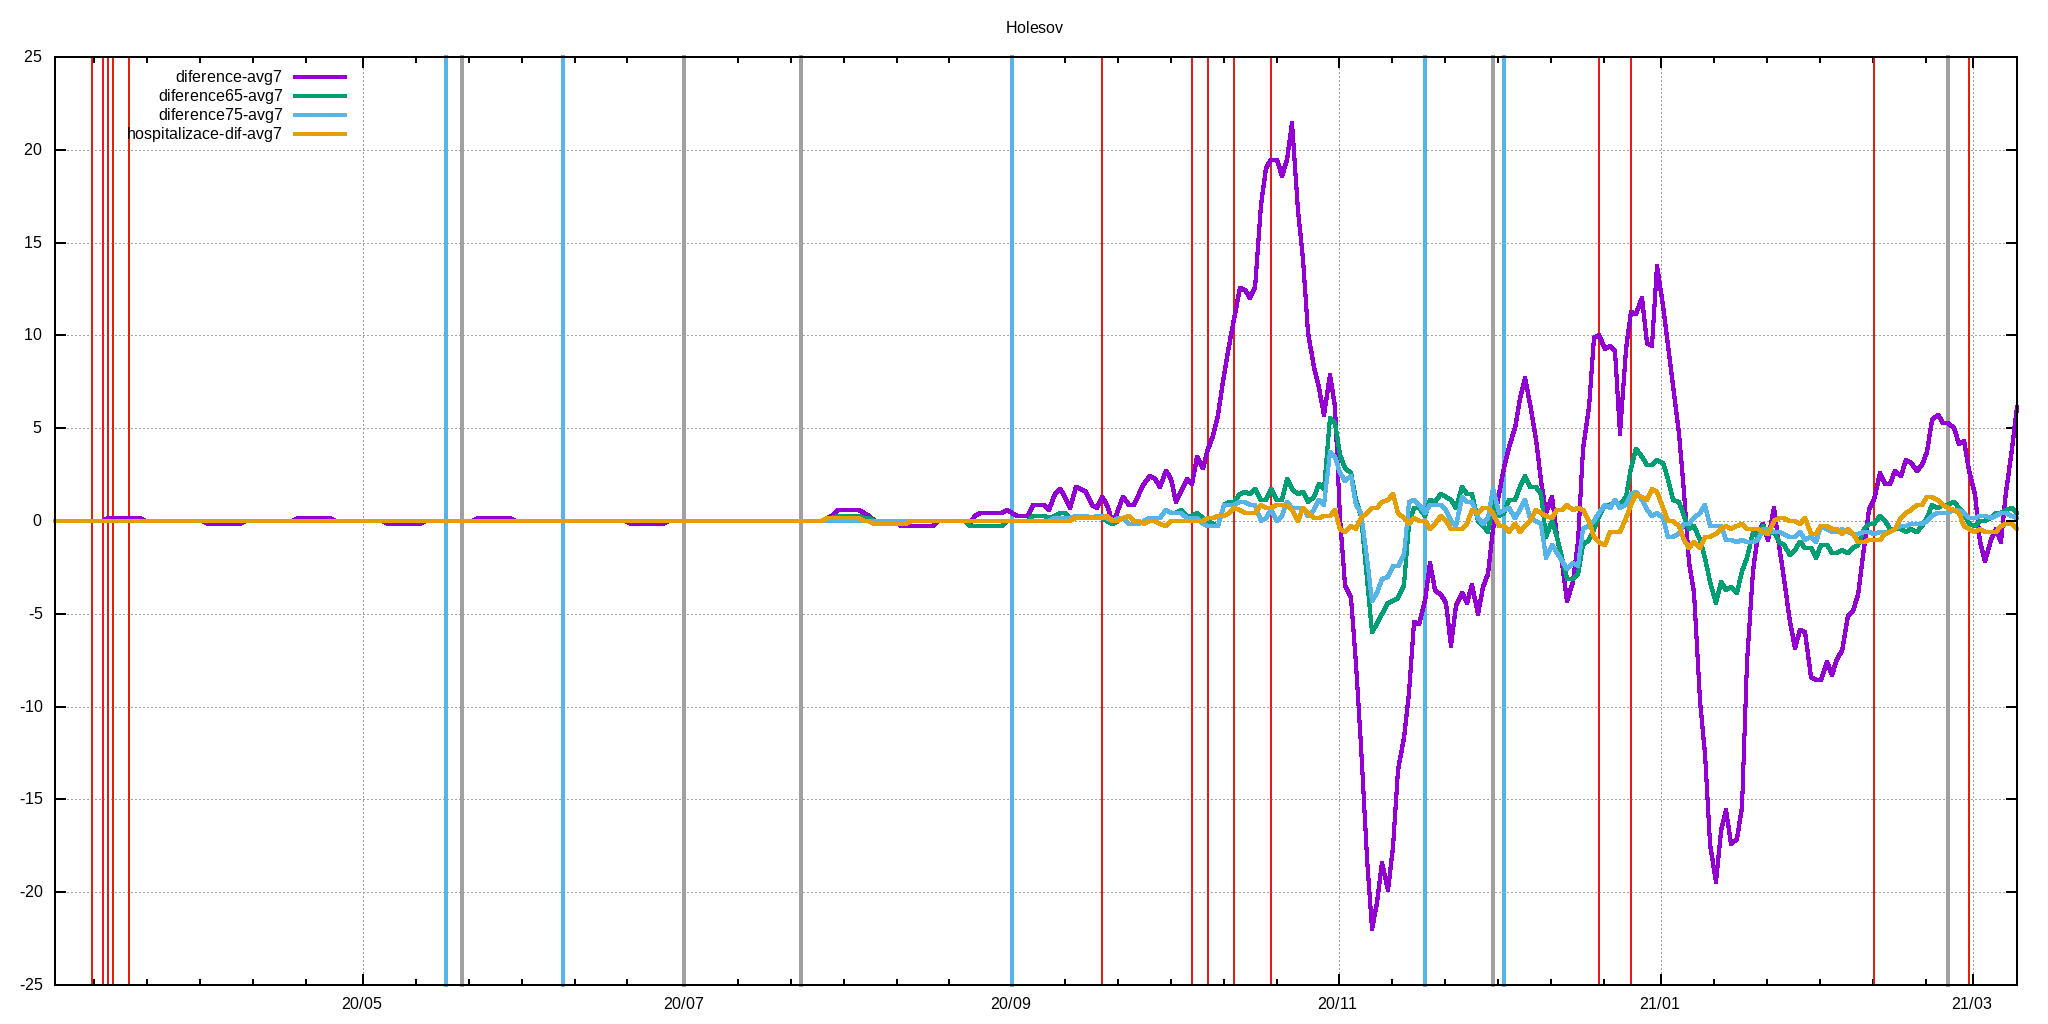 Holesov
diference-avg7
diference65-avg7
diference75-avg7
hospitalizace-dif-avg7
25
20
15
10
5
0
-5
-10
-15
-20
-25
20/05 20/07 20/09 20/11 21/01 21/03